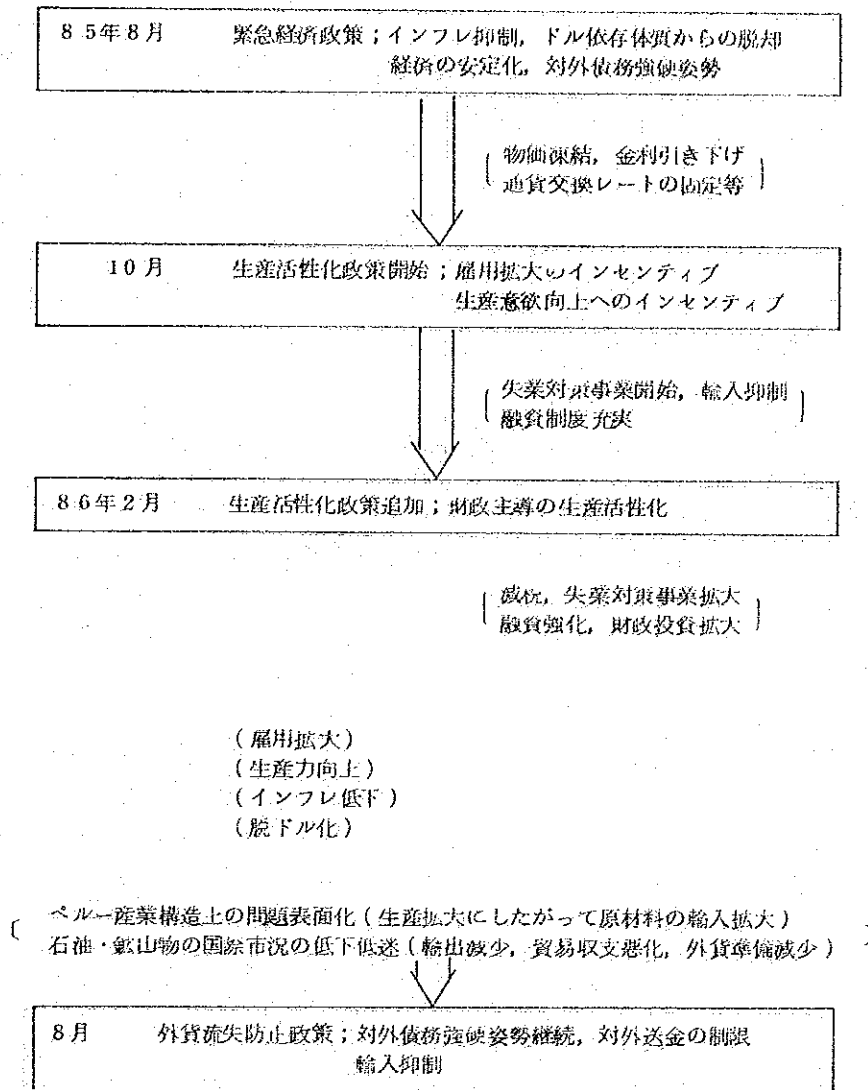 85年8月 緊急経済政策；インフレ抑制，ドル依存体質からの脱却
経済の安定化，対外債務強硬姿勢
物価凍結，金利引き下げ
通貨交換レートの固定等
10月 生産活性化政策開始；雇用拡大のインセンティブ
生産意欲向上へのインセンティブ
失業対策事業開始，輸入抑制
融資制度充実
86年2月 生産活性化政策追加；財政主導の生産活性化
減税，失業対策事業拡大
融資強化，財政投資拡大
(雇用拡大)
(生産力向上)
(インフレ低下)
(脱ドル化)
ペルー産業構造上の問題表面化(生産拡大にしたがって原材料の輸入拡大)
石油・鉱山物の国際市況の低下低迷(輸出減少，貿易収支悪化，外貨準備減少)
8月 外貨流失防止政策；対外債務強硬姿勢継続，対外送金の制限
輸入抑制